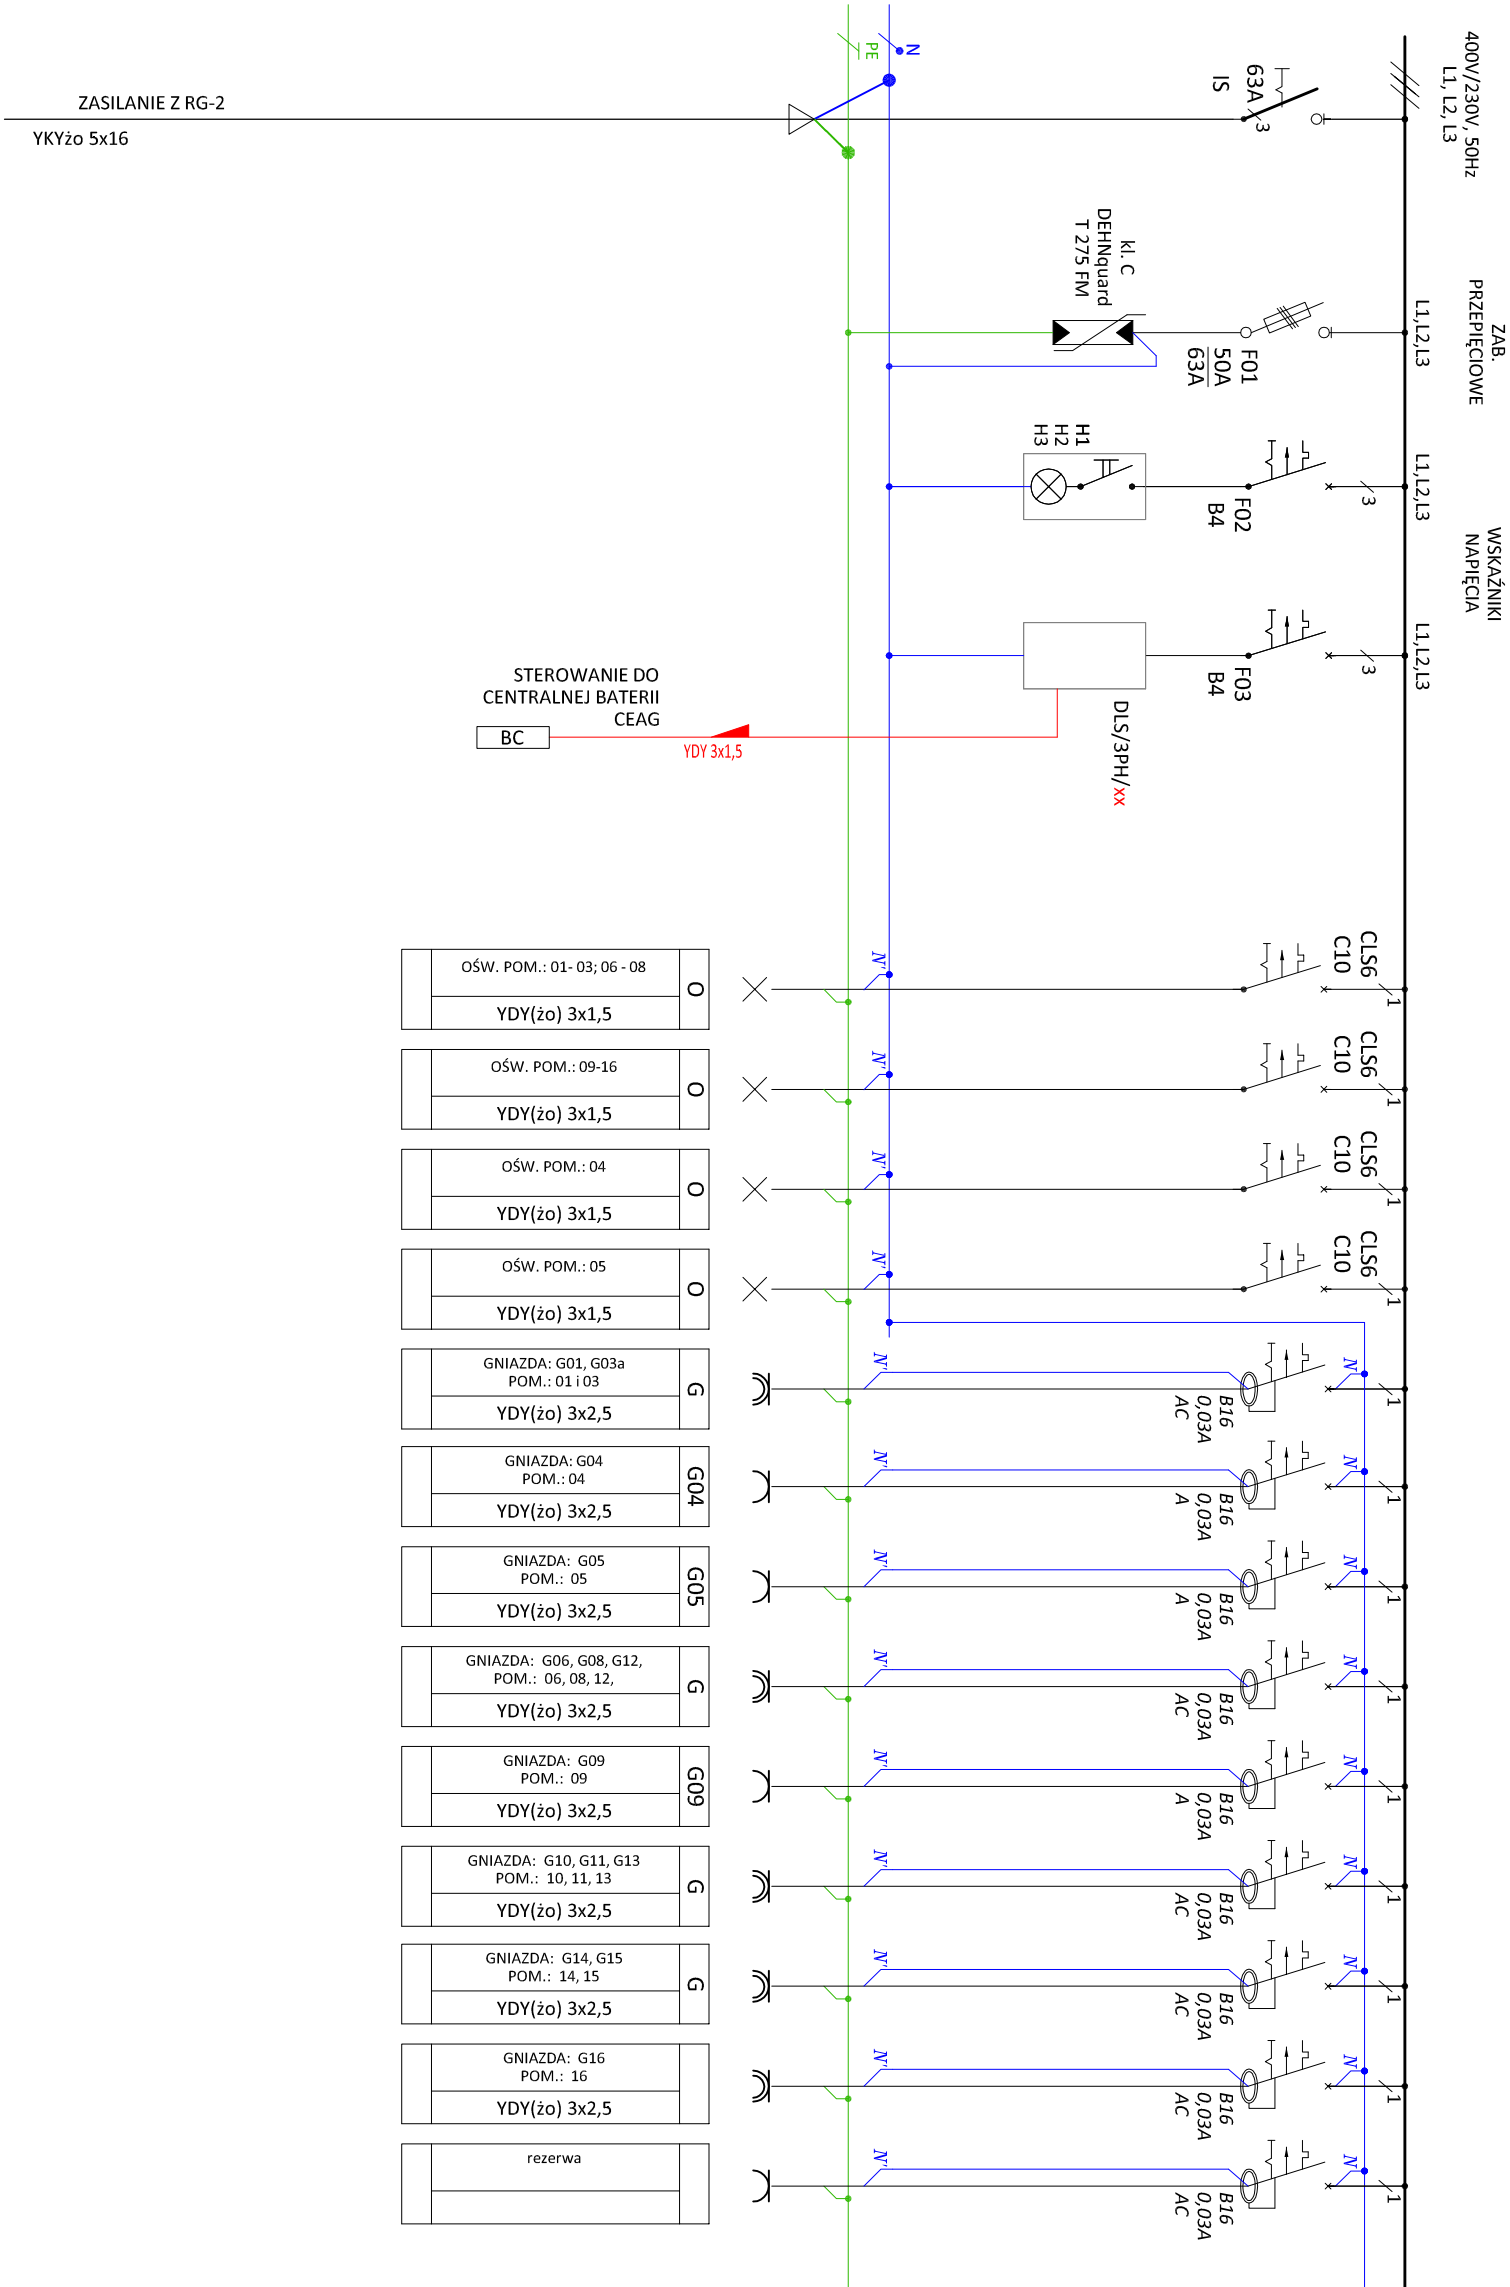 400V/230V, 50Hz
L1, L2, L3
N
PE
ZASILANIE Z RG-2
YKYżo 5x16
63A
IS
3
ZAB.
PRZEPIĘCIOWE
L1,L2,L3
F01
50A
63A
kl. C
DEHNquard
T 275 FM
WSKAŹNIKI
NAPIĘCIA
L1,L2,L3
3
F02
B4
H1
H2
H3
L1,L2,L3
3
F03
B4
DLS/3PH/xx
STEROWANIE DO
CENTRALNEJ BATERII
CEAG
BC
YDY 3x1,5
CLS6
C10
1
N'
O
OŚW. POM.: 01- 03; 06 - 08
YDY(żo) 3x1,5
CLS6
C10
1
N'
O
OŚW. POM.: 09-16
YDY(żo) 3x1,5
CLS6
C10
1
N'
O
OŚW. POM.: 04
YDY(żo) 3x1,5
CLS6
C10
1
N'
O
OŚW. POM.: 05
YDY(żo) 3x1,5
N
1
B16
0,03A
AC
N'
G
GNIAZDA: G01, G03a
POM.: 01 i 03
YDY(żo) 3x2,5
N
1
B16
0,03A
A
N'
G04
GNIAZDA: G04
POM.: 04
YDY(żo) 3x2,5
N
1
B16
0,03A
A
N'
G05
GNIAZDA: G05
POM.: 05
YDY(żo) 3x2,5
N
1
B16
0,03A
AC
N'
G
GNIAZDA: G06, G08, G12,
POM.: 06, 08, 12,
YDY(żo) 3x2,5
N
1
B16
0,03A
A
N'
G09
GNIAZDA: G09
POM.: 09
YDY(żo) 3x2,5
N
1
B16
0,03A
AC
N'
G
GNIAZDA: G10, G11, G13
POM.: 10, 11, 13
YDY(żo) 3x2,5
N
1
B16
0,03A
AC
N'
G
GNIAZDA: G14, G15
POM.: 14, 15
YDY(żo) 3x2,5
N
1
B16
0,03A
AC
N'
GNIAZDA: G16
POM.: 16
YDY(żo) 3x2,5
N
1
B16
0,03A
AC
N'
rezerwa